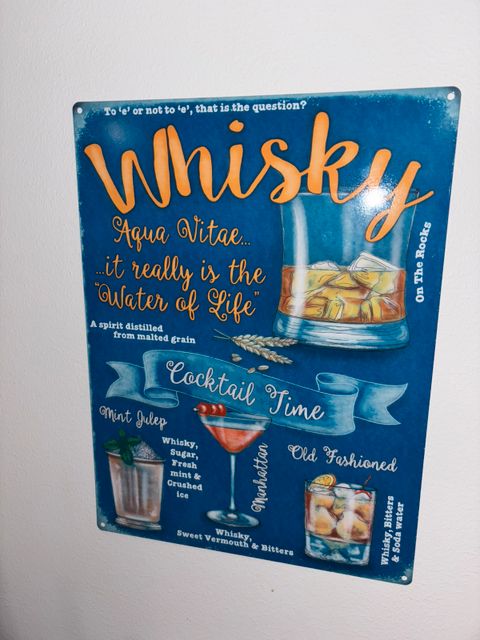 To 'e' or not to 'e', that is the question?
Whisky
Aqua Vitae...
...it really is the
"Water of Life"
On The Rocks
A spirit distilled
from malted grain
Cocktail Time
Mint Julep
Whisky,
Sugar,
Fresh
mint &
Crushed
ice
Manhattan
Whisky,
Sweet Vermouth & Bitters
Old Fashioned
Whisky, Bitters
& Soda water